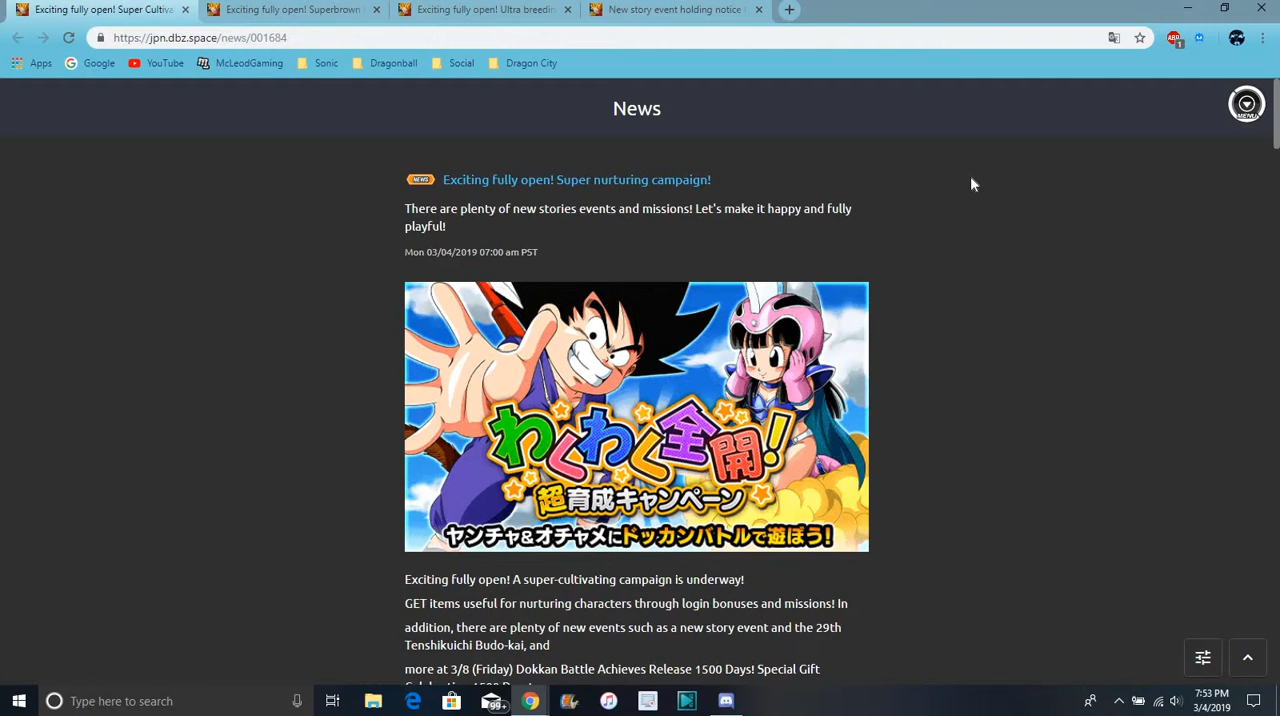 Exciting fully open! Super Cultiva
Exciting fully open! Superbrown
Exciting fully open! Ultra breedin
New story event holding notice
https://jpn.dbz.space/news/001684
ABP
1
Apps
Google
YouTube
McLeodGaming
Sonic
Dragonball
Social
Dragon City
News
MENU
NEWS
Exciting fully open! Super nurturing campaign!
There are plenty of new stories events and missions! Let's make it happy and fully
playful!
Mon 03/04/2019 07:00 am PST
わくわく全開!
超育成キャンペーン
ヤンチャ&オチャメにドッカンバトルで遊ぼう!
Exciting fully open! A super-cultivating campaign is underway!
GET items useful for nurturing characters through login bonuses and missions! In
addition, there are plenty of new events such as a new story event and the 29th
Tenshikuichi Budo-kai, and
more at 3/8 (Friday) Dokkan Battle Achieves Release 1500 Days! Special Gift
Type here to search
99+
7:53 PM
3/4/2019